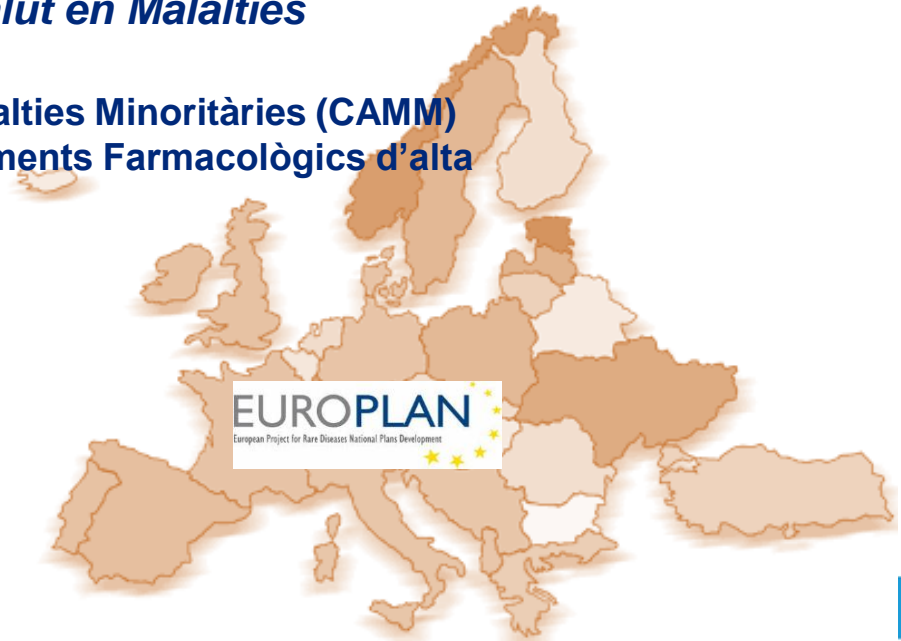 lut en Malalties
alties Minoritàries (CAMM)
ments Farmacològics d'alta
EUROPLAN
European Project for Rare Diseases National Plans Development